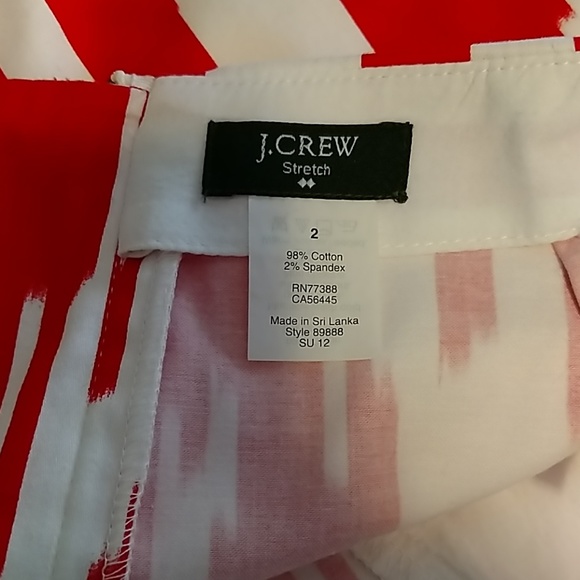 J.CREW
Stretch
2
98% Cotton
2% Spandex
RN77388
CA56445
Made in Sri Lanka
Style 89888
SU 12